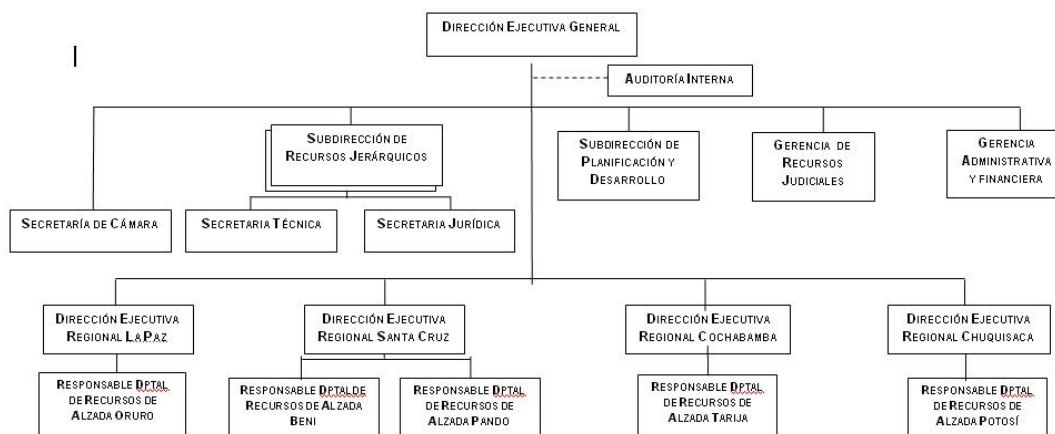 DIRECCIÓN EJECUTIVA GENERAL
AUDITORÍA INTERNA
SUBDIRECCIÓN DE
RECURSOS JERÁRQUICOS
SUBDIRECCIÓN DE
PLANIFICACIÓN Y
DESARROLLO
GERENCIA DE
RECURSOS
JUDICIALES
GERENCIA
ADMINISTRATIVA
Y FINANCIERA
SECRETARÍA DE CÁMARA
SECRETARIA TÉCNICA
SECRETARIA JURÍDICA
DIRECCIÓN EJECUTIVA
REGIONAL LA PAZ
DIRECCIÓN EJECUTIVA
REGIONAL SANTA CRUZ
DIRECCIÓN EJECUTIVA
REGIONAL COCHABAMBA
DIRECCIÓN EJECUTIVA
REGIONAL CHUQUISACA
RESPONSABLE DPTAL
DE RECURSOS DE
ALZADA ORURO
RESPONSABLE DPTAL DE
RECURSOS DE ALZADA
BENI
RESPONSABLE DPTAL
DE RECURSOS DE
ALZADA PANDO
RESPONSABLE DPTAL
DE RECURSOS DE
ALZADA TARIJA
RESPONSABLE DPTAL
DE RECURSOS DE
ALZADA POTOSÍ